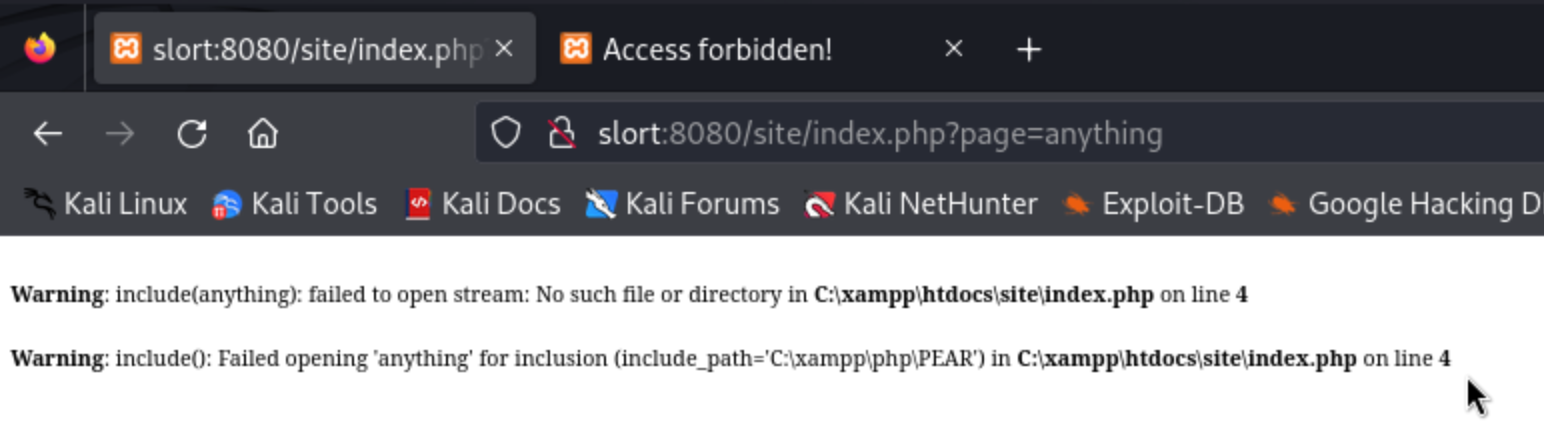 slort:8080/site/index.php
Access forbidden!
slort:8080/site/index.php?page=anything
Kali Linux Kali Tools Kali Docs Kali Forums Kali NetHunter Exploit-DB Google Hacking D
Warning: include(anything): failed to open stream: No such file or directory in C:\xampp\htdocs\site\index.php on line 4
Warning: include(): Failed opening 'anything' for inclusion (include_path='C:\xampp\php\PEAR') in C:\xampp\htdocs\site\index.php on line 4